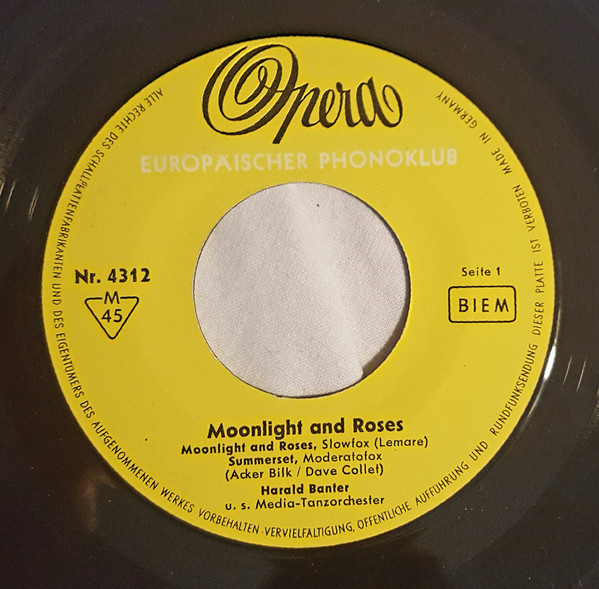 Opera
EUROPÄISCHER PHONOKLUB
Nr. 4312
M
45
Seite 1
BIEM
Moonlight and Roses
Moonlight and Roses, Slowfox (Lemare)
Summerset, Moderatofox
(Acker Bilk / Dave Collet)
Harald Banter
u. s. Media-Tanzorchester
ALLE RECHTE DES SCHALLPLATTENFABRIKANTEN UND DES EIGENTÜMERS DES AUFGENOMMENEN WERKES VORBEHALTEN · VERVIELFÄLTIGUNG, ÖFFENTLICHE AUFFÜHRUNG UND RUNDFUNKSENDUNG DIESER PLATTE IST VERBOTEN MADE IN GERMANY